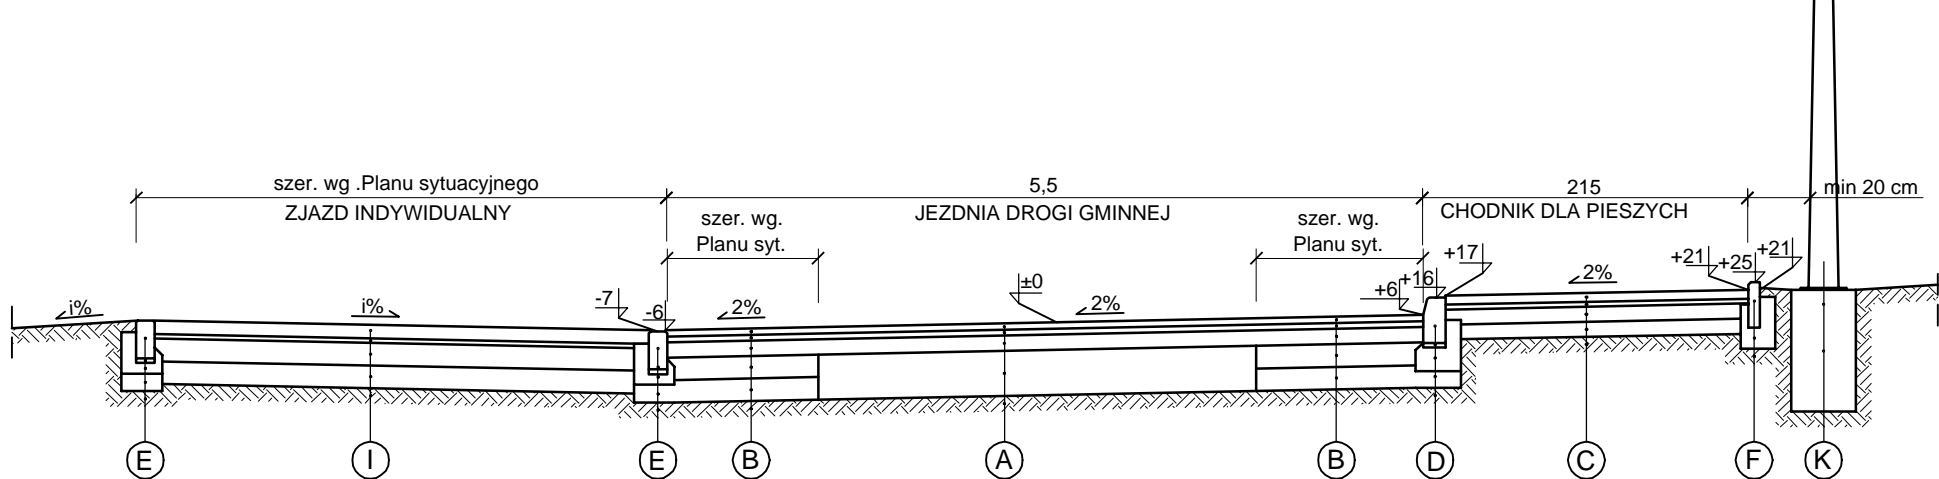 szer. wg .Planu sytuacyjnego
ZJAZD INDYWIDUALNY
5,5
JEZDNIA DROGI GMINNEJ
215
CHODNIK DLA PIESZYCH
min 20 cm
szer. wg.
Planu syt.
szer. wg.
Planu syt.
i%
i%
-7
-6
2%
±0
2%
+6
+16
+17
2%
+21
+25
+21
E
I
E
B
A
B
D
C
F
K